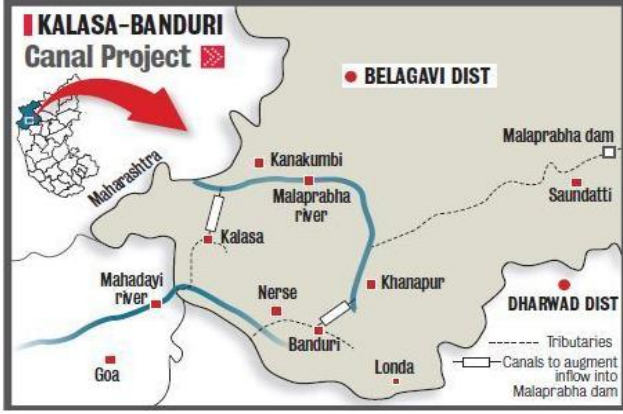 KALASA-BANDURI
Canal Project
BELAGAVI DIST
Malaprabha dam
Maharashtra
Kanakumbi
Malaprabha
river
Saundatti
Kalasa
Mahadayi
river
Nerse
Khanapur
DHARWAD DIST
Banduri
Tributaries
Goa
Londa
Canals to augment
inflow into
Malaprabha dam